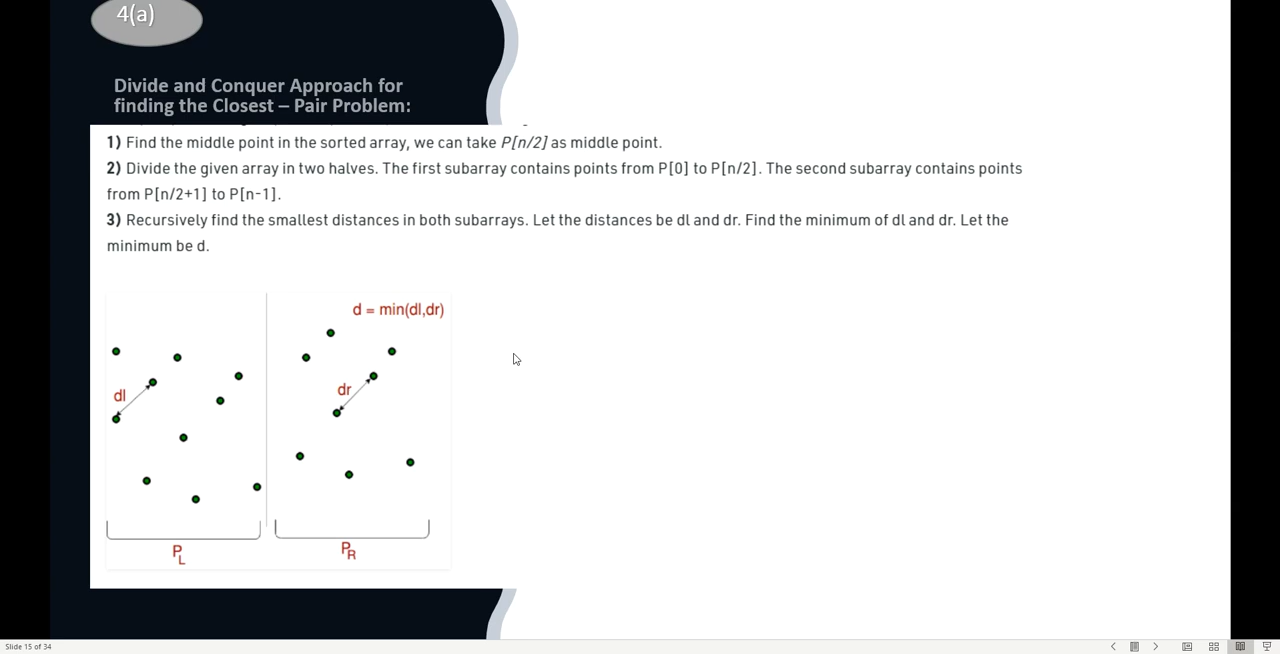 4(a)
Divide and Conquer Approach for
finding the Closest – Pair Problem:
1) Find the middle point in the sorted array, we can take P[n/2] as middle point.
2) Divide the given array in two halves. The first subarray contains points from P[0] to P[n/2]. The second subarray contains points
from P[n/2+1] to P[n-1].
3) Recursively find the smallest distances in both subarrays. Let the distances be dl and dr. Find the minimum of dl and dr. Let the
minimum be d.
d = min(dl,dr)
dl
dr
PL
PR
Slide 15 of 34